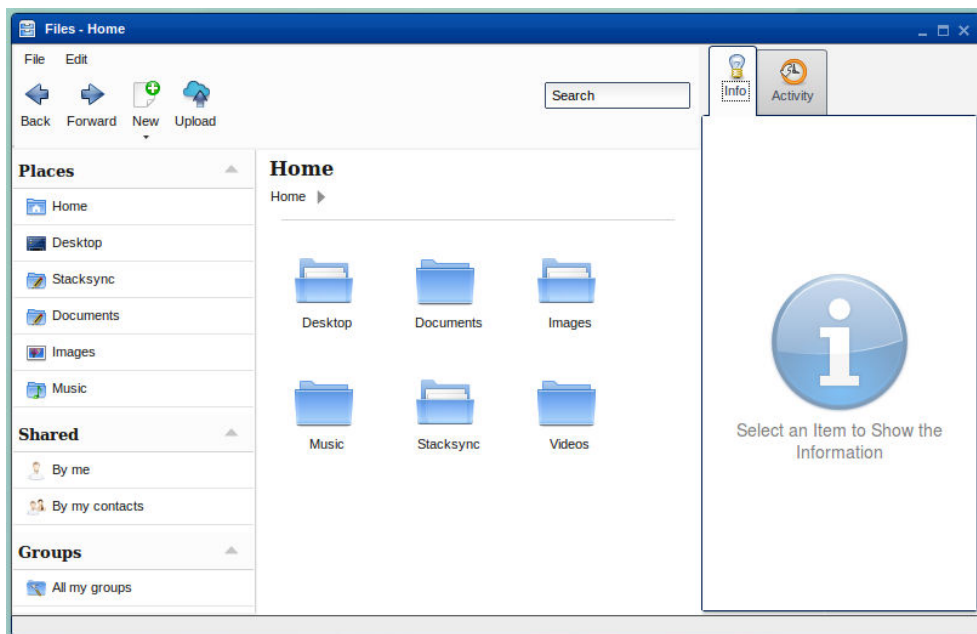 Files - Home
File Edit
Back Forward New Upload
Search
Info
Activity
Places
Home
Desktop
Stacksync
Documents
Images
Music
Shared
By me
By my contacts
Groups
All my groups
Home
Home
Desktop Documents Images
Music Stacksync Videos
Select an Item to Show the
Information